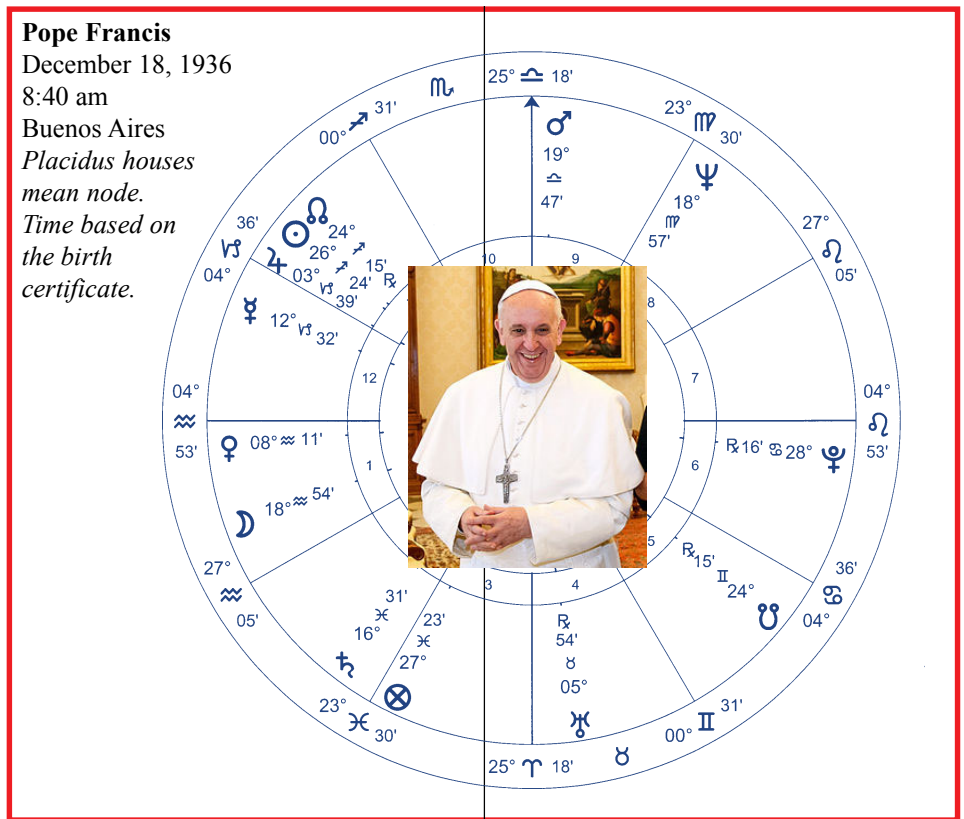 Pope Francis
December 18, 1936
8:40 am
Buenos Aires
Placidus houses
mean node.
Time based on
the birth
certificate.
25° ♎ 18'
♏
00° ♐ 31'
23° ♍ 30'
♂
19°
♎
47'
♆
18°
♍
57'
27° ♌ 05'
36'
♑
04°
☊ 24° ♐ 15' ℞
☉ 26° ♐ 24'
♃ 03° ♑ 39'
☿ 12° ♑ 32'
10
9
8
12
7
04°
♒
53'
04°
♌
53'
♀ 08° ♒ 11'
℞ 16' ♋ 28° ♇
1
6
☽ 18° ♒ 54'
5
℞ 15' ♊ 24° ☋
27°
♒
05'
36'
♋
04°
3
4
31'
♓
16°
♄
23'
♓
27°
⊗
℞
54'
♉
05°
♅
23° ♓ 30'
00° ♊ 31'
♉
25° ♈ 18'